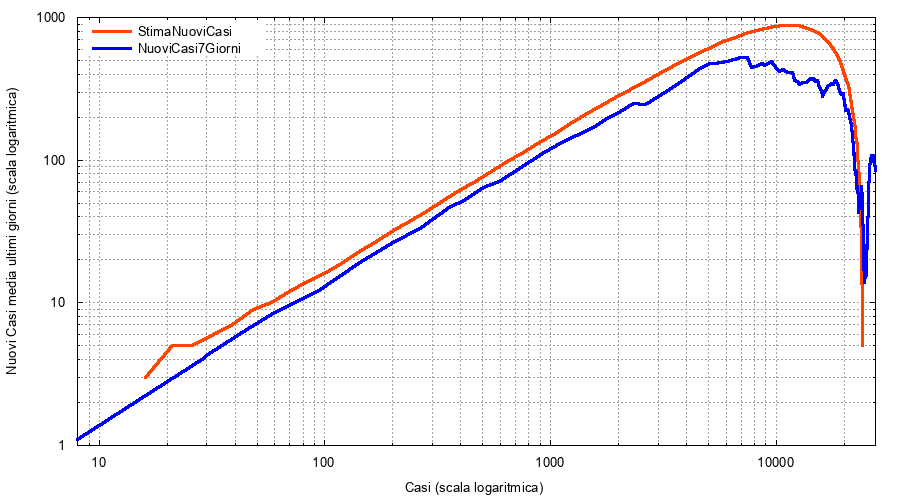 1000
StimaNuoviCasi
NuoviCasi7Giorni
100
10
1
Nuovi Casi media ultimi giorni (scala logaritmica)
10
100
1000
10000
Casi (scala logaritmica)